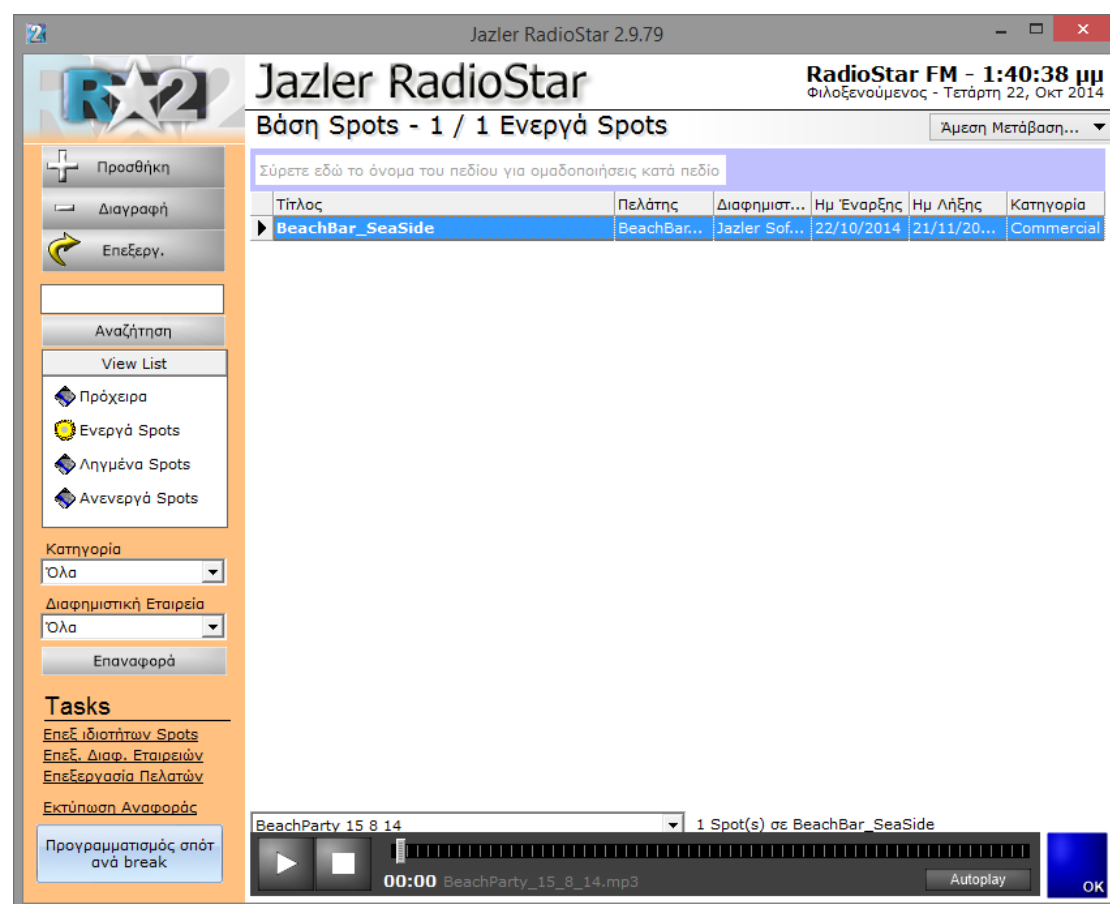 2
Jazler RadioStar 2.9.79
R 2
Jazler RadioStar
RadioStar FM - 1:40:38 μμ
Φιλοξενούμενος - Τετάρτη 22, Οκτ 2014
Βάση Spots - 1 / 1 Ενεργά Spots
Άμεση Μετάβαση...
Προσθήκη
Διαγραφή
Επεξεργ.
Αναζήτηση
View List
Πρόχειρα
Ενεργά Spots
Ληγμένα Spots
Ανενεργά Spots
Κατηγορία
Όλα
Διαφημιστική Εταιρεία
Όλα
Επαναφορά
Tasks
Επεξ ιδιοτήτων Spots
Επεξ. Διαφ. Εταιρειών
Επεξεργασία Πελατών
Εκτύπωση Αναφοράς
Προγραμματισμός σπότ
ανά break
Σύρετε εδώ το όνομα του πεδίου για ομαδοποιήσεις κατά πεδίο
Τίτλος Πελάτης Διαφημιστ... Ημ Έναρξης Ημ Λήξης Κατηγορία
BeachBar_SeaSide BeachBar... Jazler Sof... 22/10/2014 21/11/20... Commercial
BeachParty 15 8 14 1 Spot(s) σε BeachBar_SeaSide
00:00 BeachParty_15_8_14.mp3
Autoplay
OK